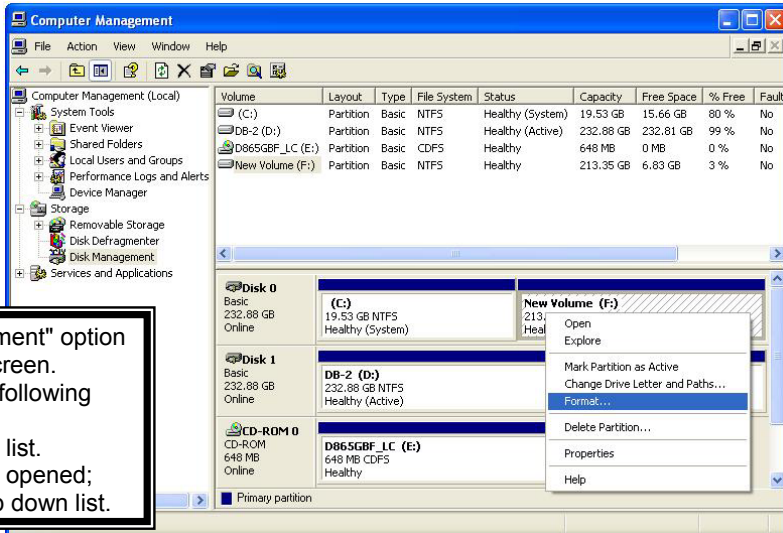 Computer Management
File Action View Window Help
Computer Management (Local)
System Tools
Event Viewer
Shared Folders
Local Users and Groups
Performance Logs and Alerts
Device Manager
Storage
Removable Storage
Disk Defragmenter
Disk Management
Services and Applications
Volume Layout Type File System Status Capacity Free Space % Free Fault
(C:) Partition Basic NTFS Healthy (System) 19.53 GB 15.66 GB 80 % No
DB-2 (D:) Partition Basic NTFS Healthy (Active) 232.88 GB 232.81 GB 99 % No
D865GBF_LC (E:) Partition Basic CDFS Healthy 648 MB 0 MB 0 % No
New Volume (F:) Partition Basic NTFS Healthy 213.35 GB 6.83 GB 3 % No
Disk 0
Basic
232.88 GB
Online
(C:)
19.53 GB NTFS
Healthy (System)
New Volume (F:)
213.
Heal
Disk 1
Basic
232.88 GB
Online
DB-2 (D:)
232.88 GB NTFS
Healthy (Active)
CD-ROM 0
CD-ROM
648 MB
Online
D865GBF_LC (E:)
648 MB CDFS
Healthy
Primary partition
Open
Explore
Mark Partition as Active
Change Drive Letter and Paths...
Format...
Delete Partition...
Properties
Help
ment" option
creen.
following
list.
opened;
down list.